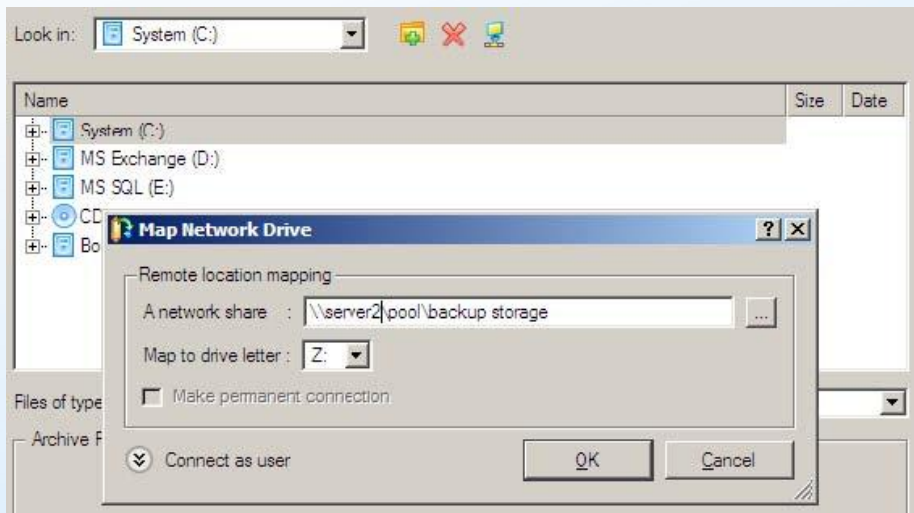 Look in: System (C:)
Name Size Date
System (C:)
MS Exchange (D:)
MS SQL (E:)
CD
Bo
Map Network Drive
Remote location mapping
A network share : \\server2\pool\backup storage ...
Map to drive letter : Z:
Make permanent connection
Files of type
Archive F
Connect as user OK Cancel